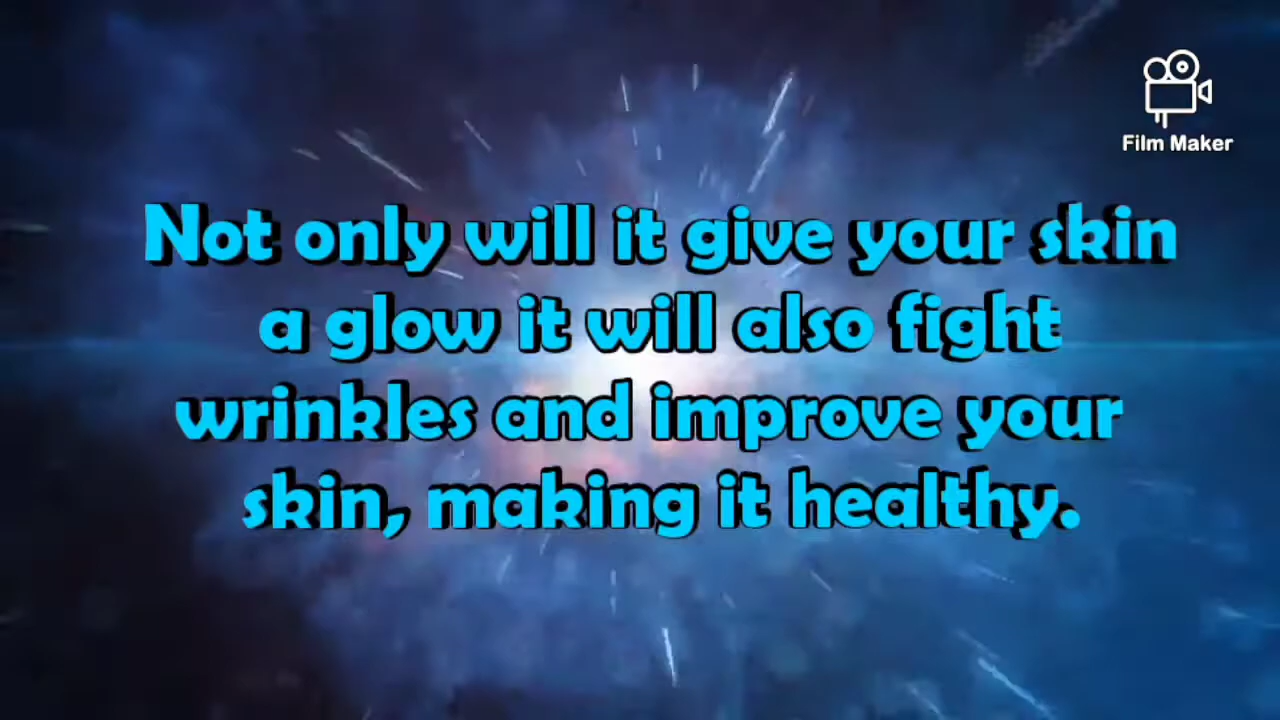 Film Maker
Not only will it give your skin
a glow it will also fight
wrinkles and improve your
skin, making it healthy.